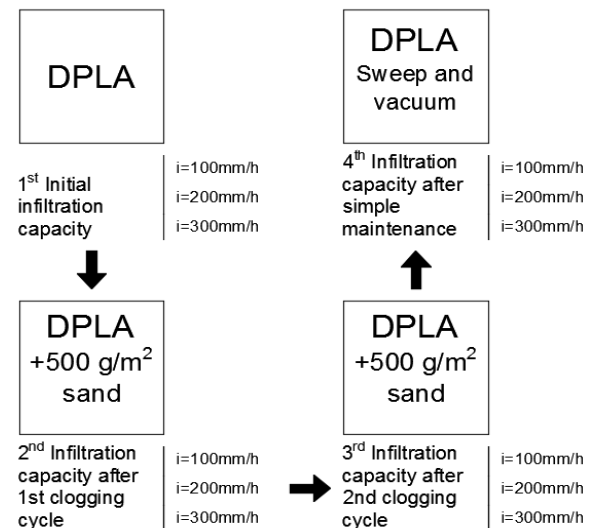 DPLA
1st Initial
infiltration
capacity
i=100mm/h
i=200mm/h
i=300mm/h
DPLA
+500 g/m²
sand
2nd Infiltration
capacity after
1st clogging
cycle
i=100mm/h
i=200mm/h
i=300mm/h
DPLA
+500 g/m²
sand
3rd Infiltration
capacity after
2nd clogging
cycle
i=100mm/h
i=200mm/h
i=300mm/h
DPLA
Sweep and
vacuum
4th Infiltration
capacity after
simple
maintenance
i=100mm/h
i=200mm/h
i=300mm/h